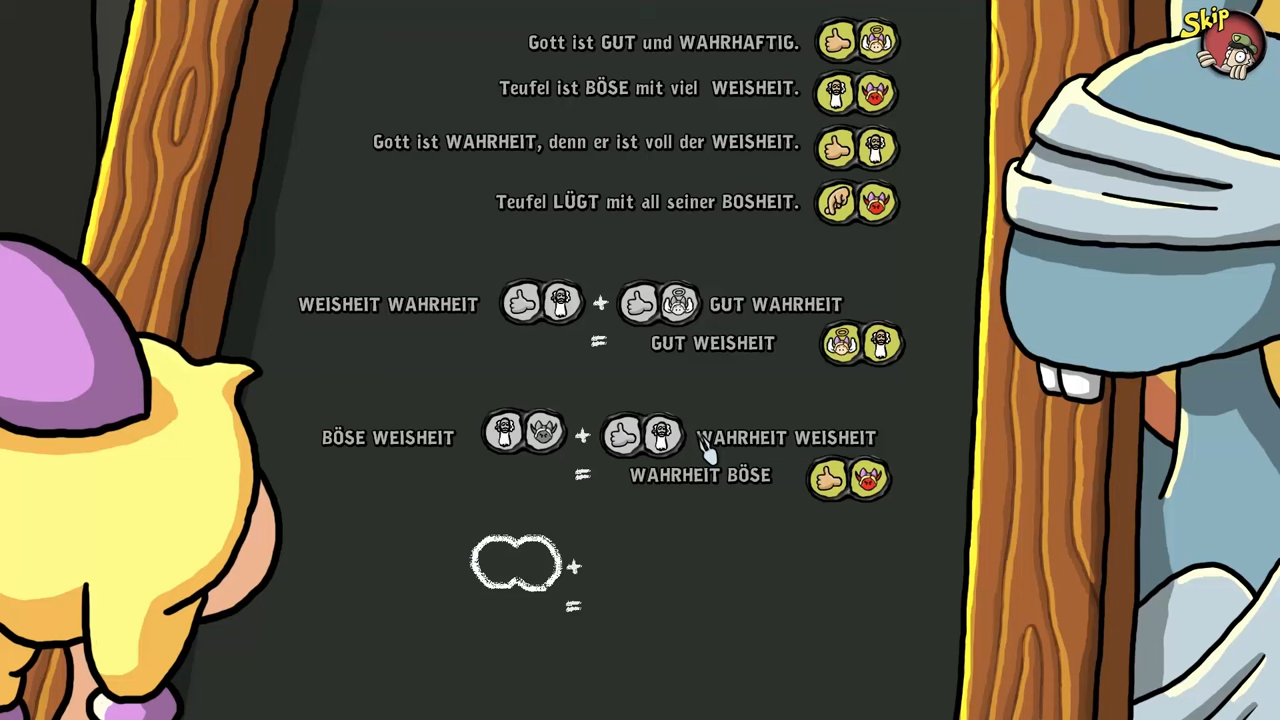 Skip
Gott ist GUT und WAHRHAFTIG.
Teufel ist BÖSE mit viel WEISHEIT.
Gott ist WAHRHEIT, denn er ist voll der WEISHEIT.
Teufel LÜGT mit all seiner BOSHEIT.
WEISHEIT WAHRHEIT + GUT WAHRHEIT
= GUT WEISHEIT
BÖSE WEISHEIT + WAHRHEIT WEISHEIT
= WAHRHEIT BÖSE
+
=